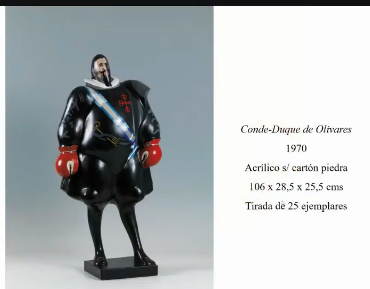 Conde-Duque de Olivares
1970
Acrílico s/ cartón piedra
106 x 28,5 x 25,5 cms
Tirada de 25 ejemplares